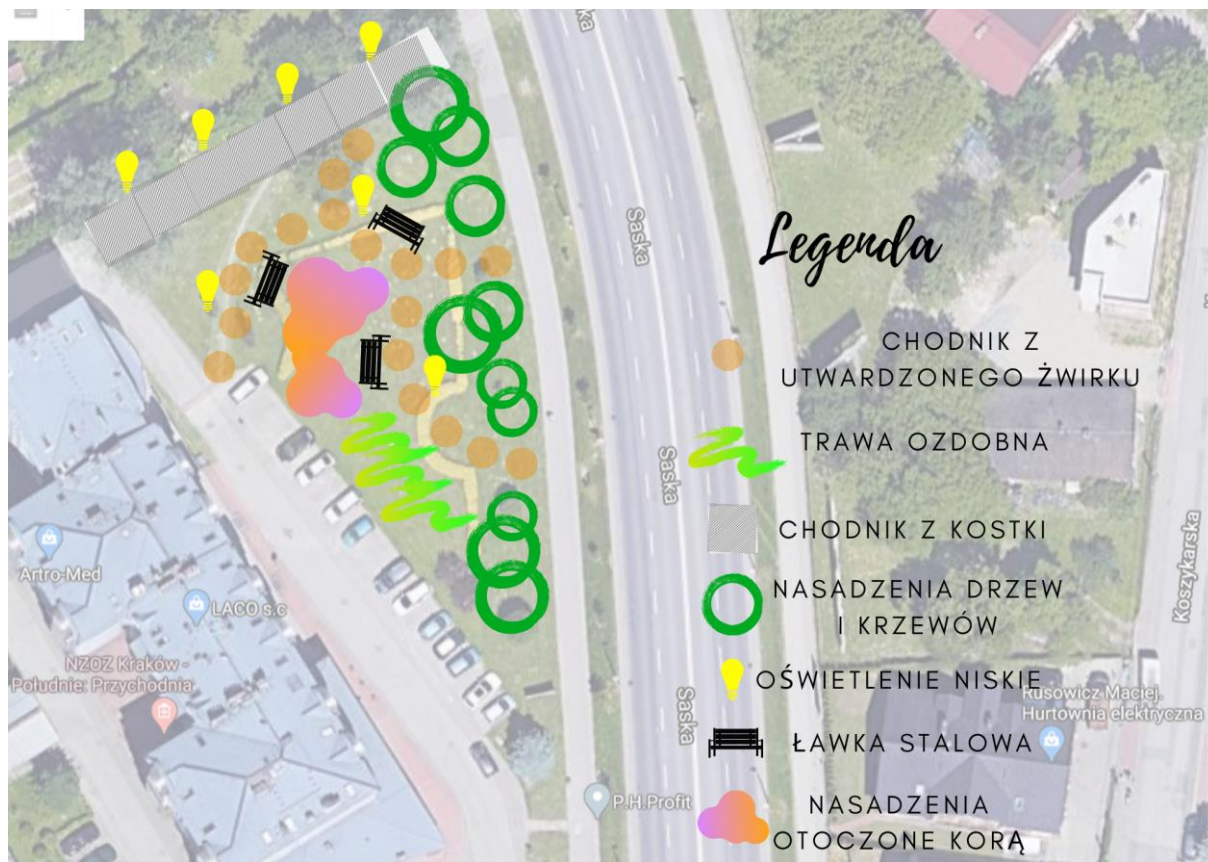 Saska
Saska
Saska
Saska
Koszykarska
Artro-Med
LACO s.c
NZOZ Kraków -
Południe: Przychodnia
P.H.Profit
Rusowicz Maciej.
Hurtownia elektryczna
Legenda
CHODNIK Z
UTWARDZONEGO ŻWIRKU
TRAWA OZDOBNA
CHODNIK Z KOSTKI
NASADZENIA DRZEW
I KRZEWÓW
OŚWIETLENIE NISKIE
ŁAWKA STALOWA
NASADZENIA
OTOCZONE KORĄ